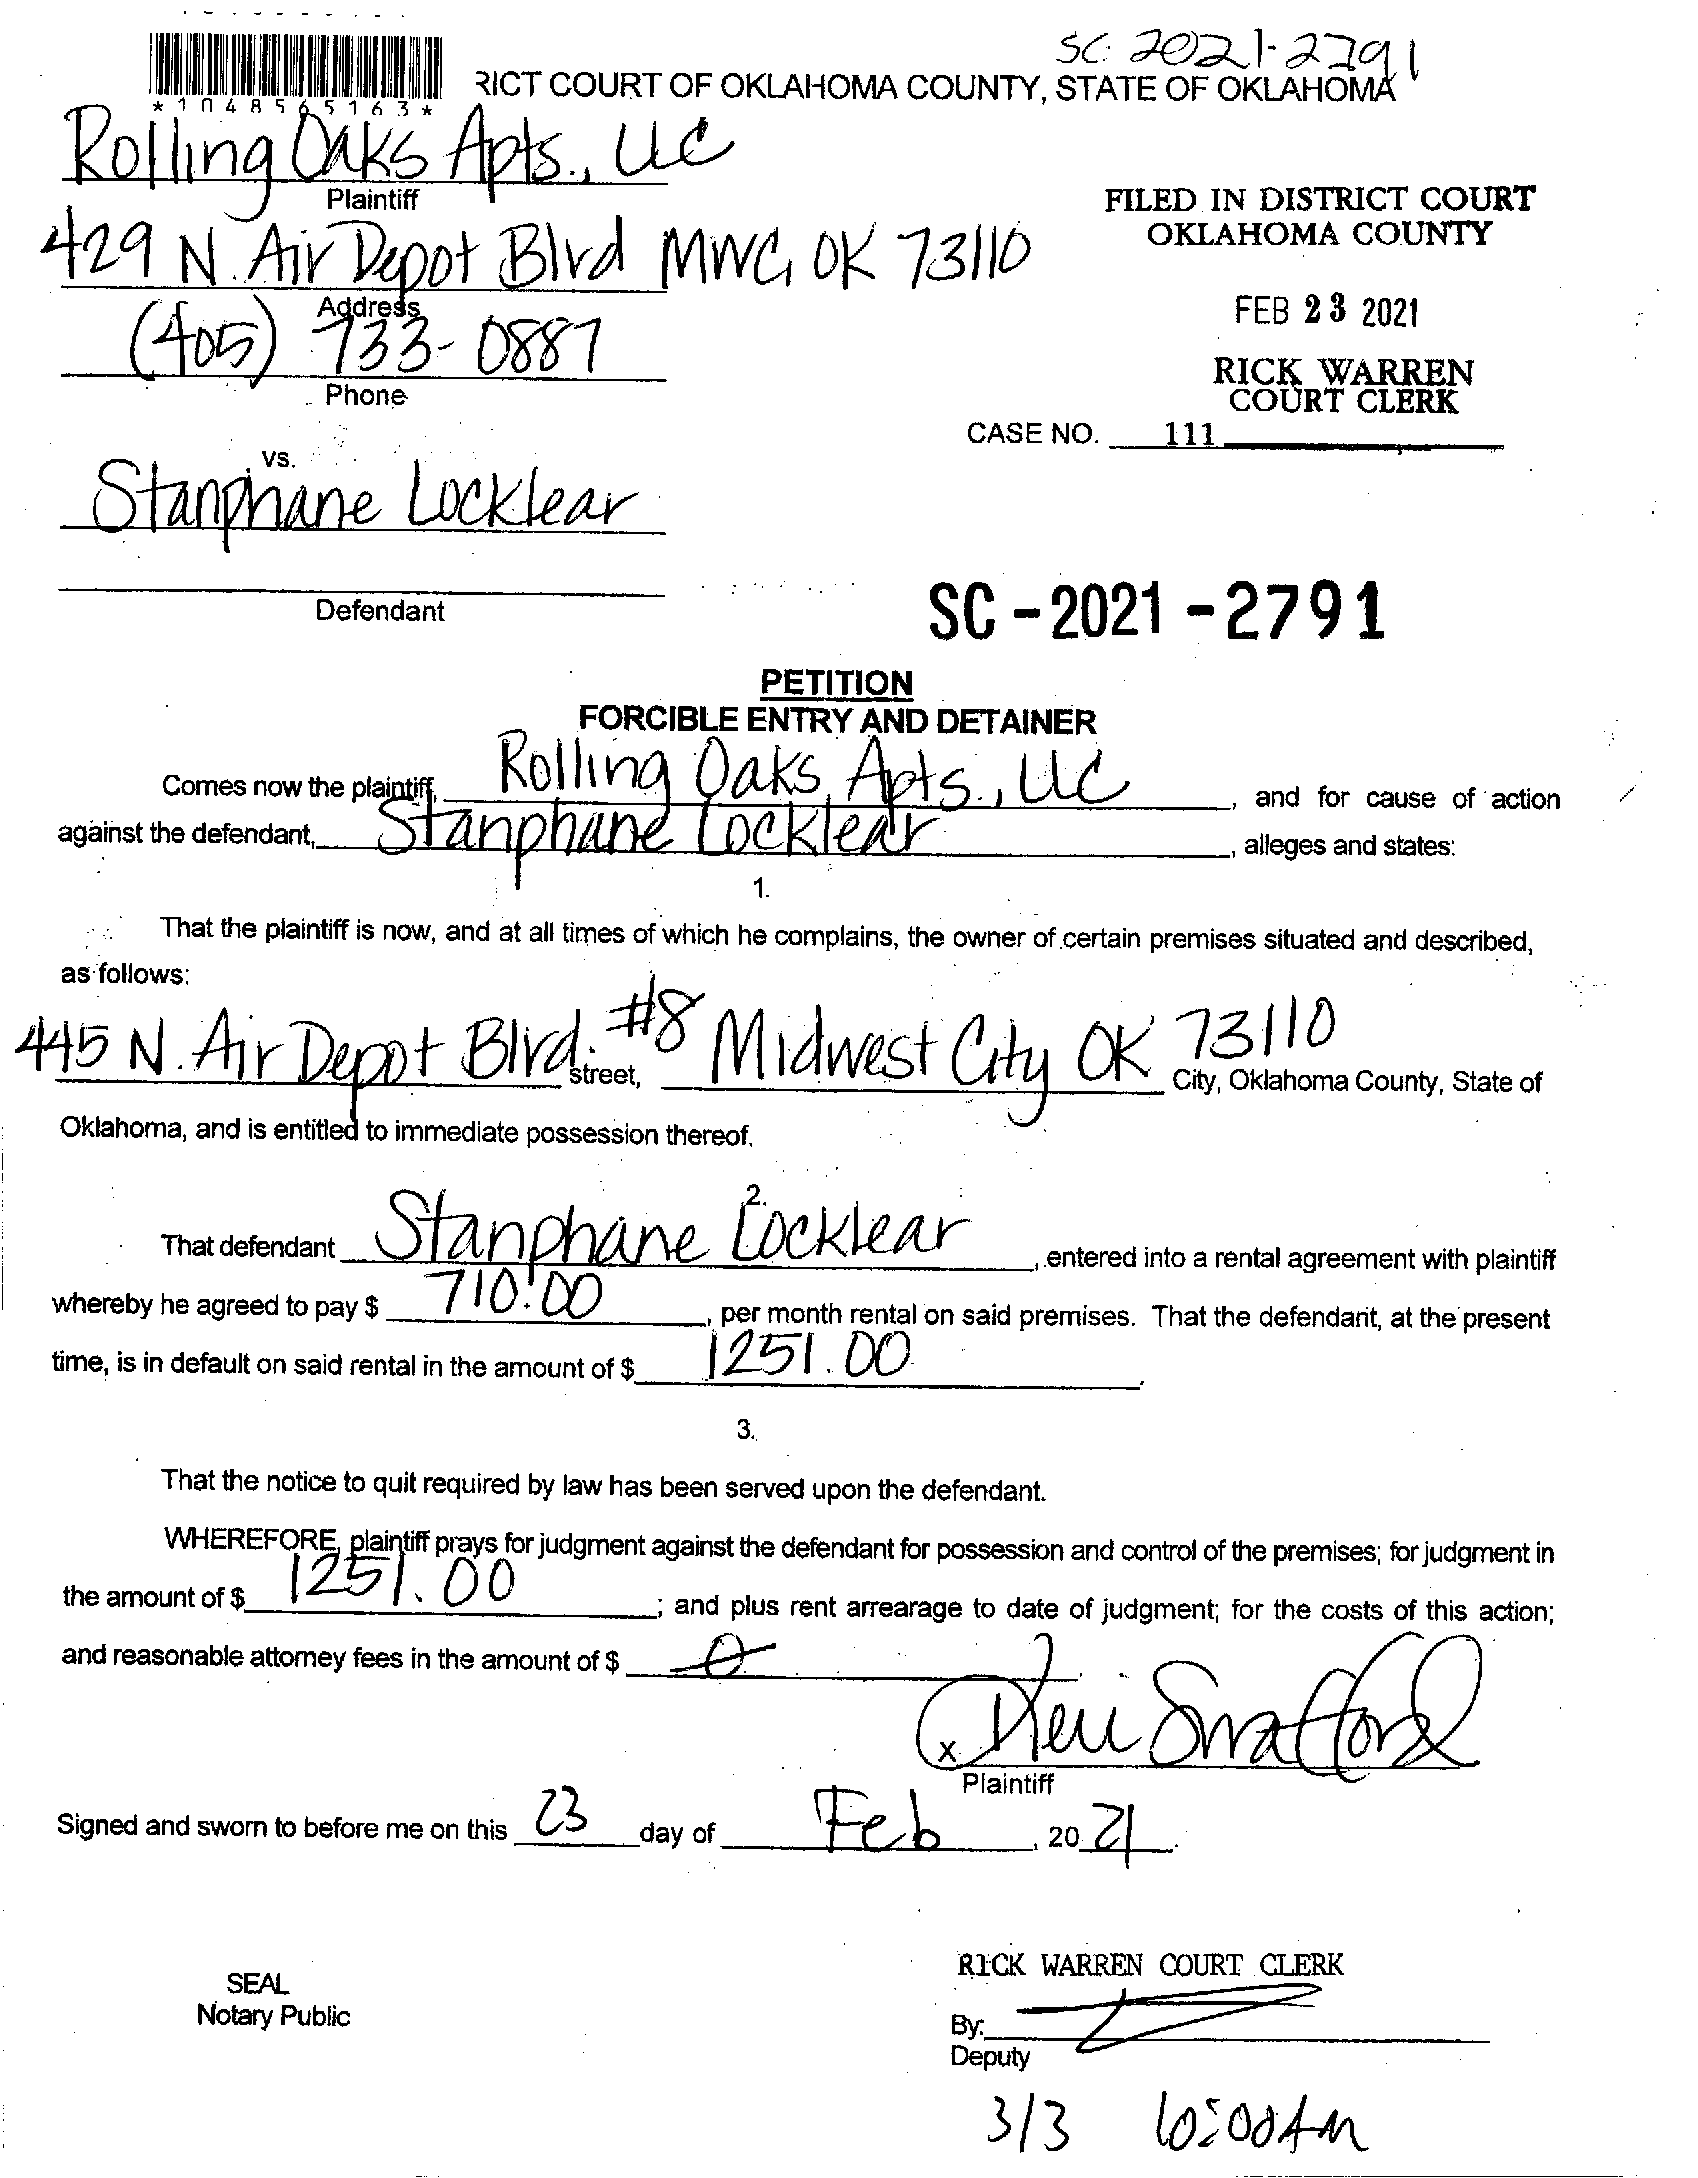 SC 2021-2791
*1048565163*
RICT COURT OF OKLAHOMA COUNTY, STATE OF OKLAHOMA
Rolling Oaks Apts., LLC
Plaintiff
FILED IN DISTRICT COURT
OKLAHOMA COUNTY
429 N. Air Depot Blvd MWC, OK 73110
Address
FEB 23 2021
(405) 733-0887
Phone
RICK WARREN
COURT CLERK
CASE NO. 111
vs.
Stanphane Locklear
Defendant
SC-2021-2791
PETITION
FORCIBLE ENTRY AND DETAINER
Comes now the plaintiff, Rolling Oaks Apts., LLC, and for cause of action
against the defendant, Stanphane Locklear, alleges and states:
1.
That the plaintiff is now, and at all times of which he complains, the owner of certain premises situated and described,
as follows:
445 N. Air Depot Blvd. #8 street, Midwest City OK 73110 City, Oklahoma County, State of
Oklahoma, and is entitled to immediate possession thereof.
2.
That defendant Stanphane Locklear, entered into a rental agreement with plaintiff
whereby he agreed to pay $ 710.00, per month rental on said premises. That the defendant, at the present
time, is in default on said rental in the amount of $ 1251.00.
3.
That the notice to quit required by law has been served upon the defendant.
WHEREFORE, plaintiff prays for judgment against the defendant for possession and control of the premises; for judgment in
the amount of $ 1251.00; and plus rent arrearage to date of judgment; for the costs of this action;
and reasonable attorney fees in the amount of $ 0
x
Plaintiff
Signed and sworn to before me on this 23 day of Feb, 20 21.
RICK WARREN COURT CLERK
SEAL
Notary Public
By:
Deputy
3/3 10:00AM